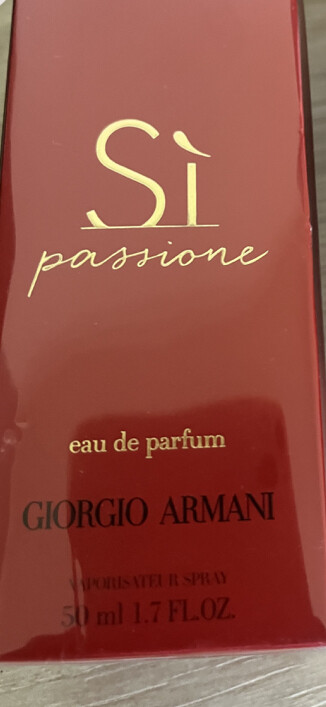 Sì
passione
eau de parfum
GIORGIO ARMANI
VAPORISATEUR SPRAY
50 ml 1.7 FL.OZ.